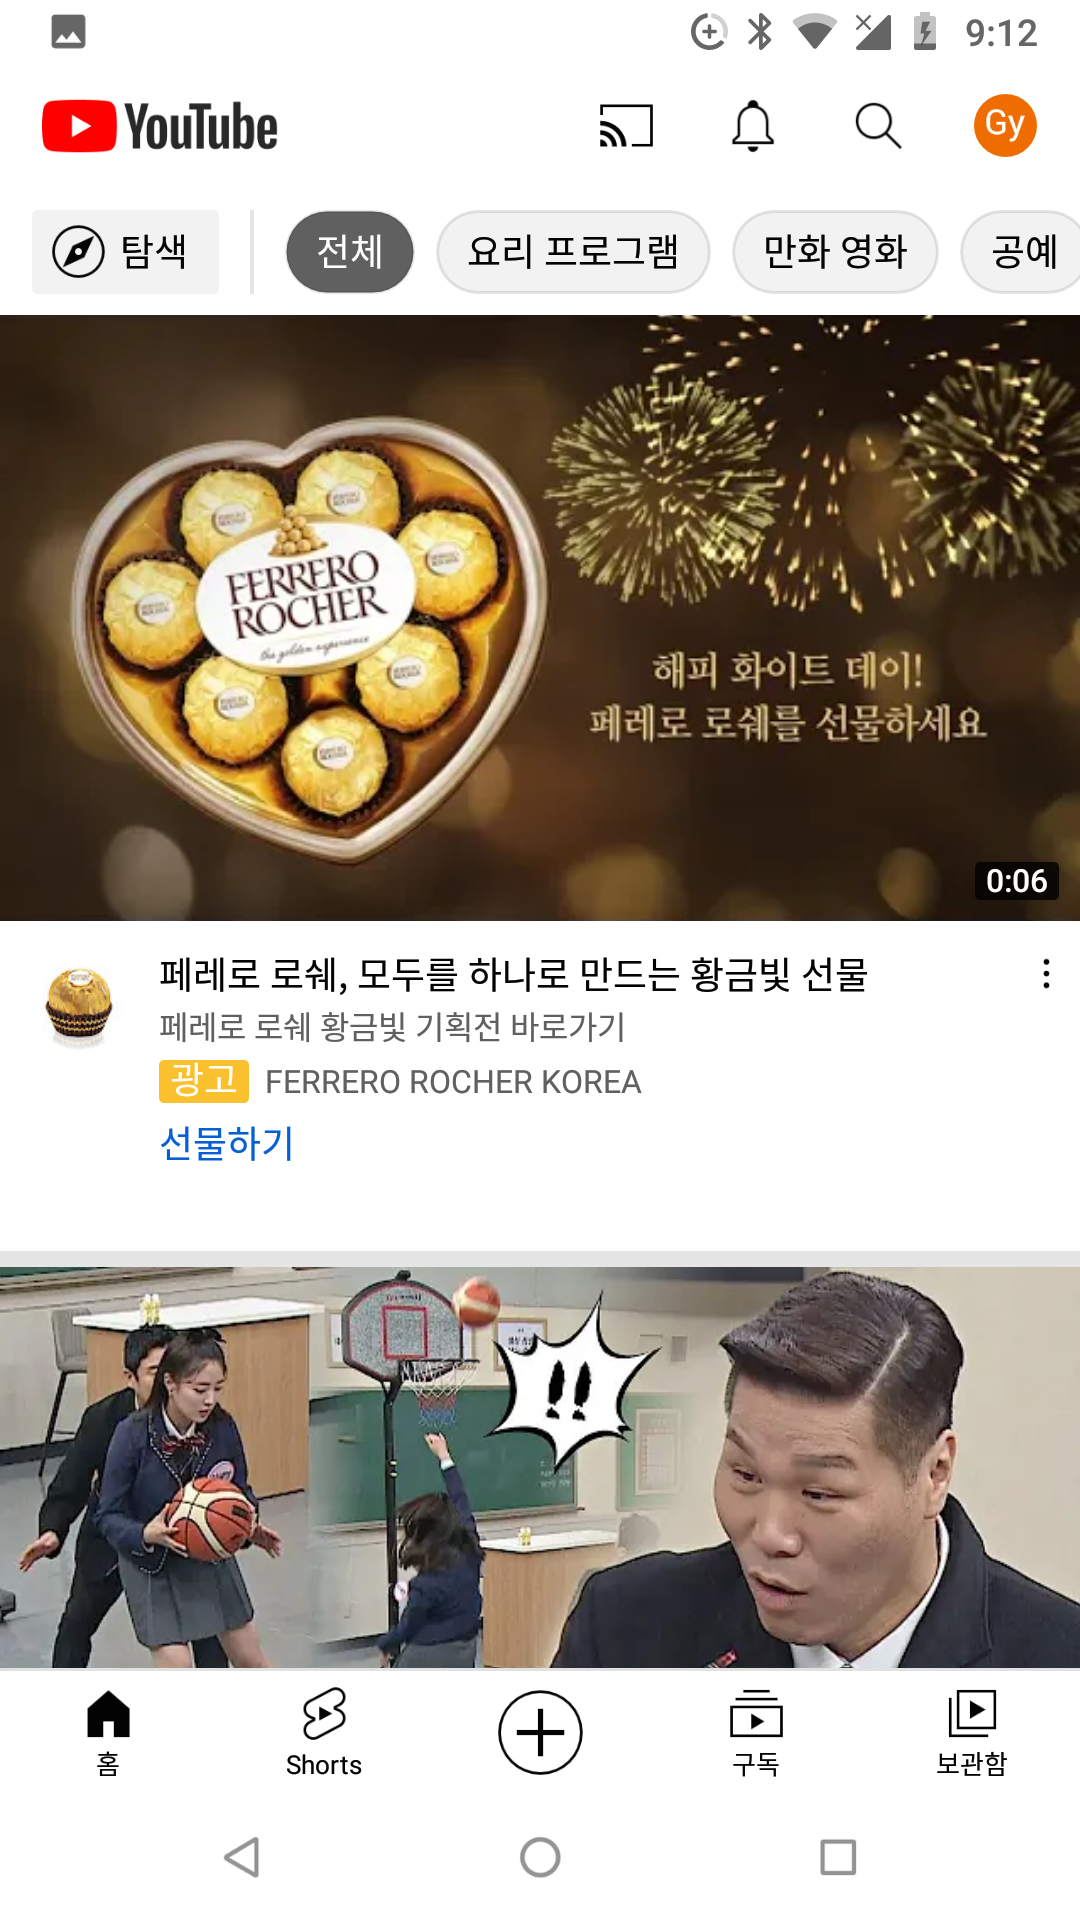 9:12
YouTube
Gy
탐색
전체
요리 프로그램
만화 영화
공예
FERRERO
ROCHER
the golden experience
해피 화이트 데이!
페레로 로쉐를 선물하세요
0:06
페레로 로쉐, 모두를 하나로 만드는 황금빛 선물
페레로 로쉐 황금빛 기획전 바로가기
광고 FERRERO ROCHER KOREA
선물하기
!!
홈
Shorts
구독
보관함